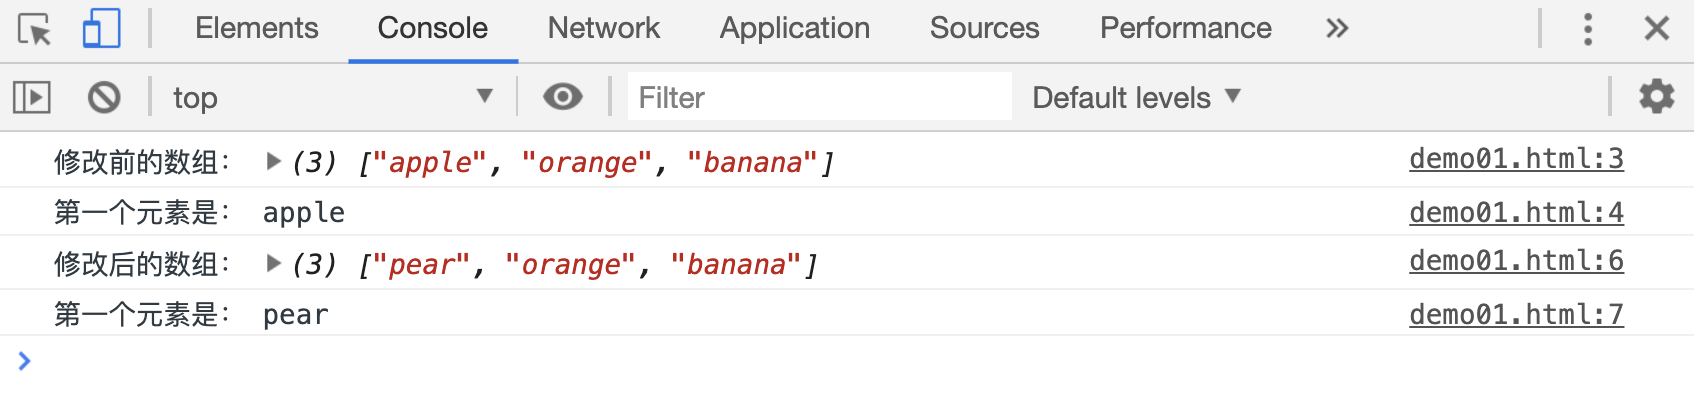 Elements Console Network Application Sources Performance
top Filter Default levels
修改前的数组： (3) ["apple", "orange", "banana"] demo01.html:3
第一个元素是： apple demo01.html:4
修改后的数组： (3) ["pear", "orange", "banana"] demo01.html:6
第一个元素是： pear demo01.html:7